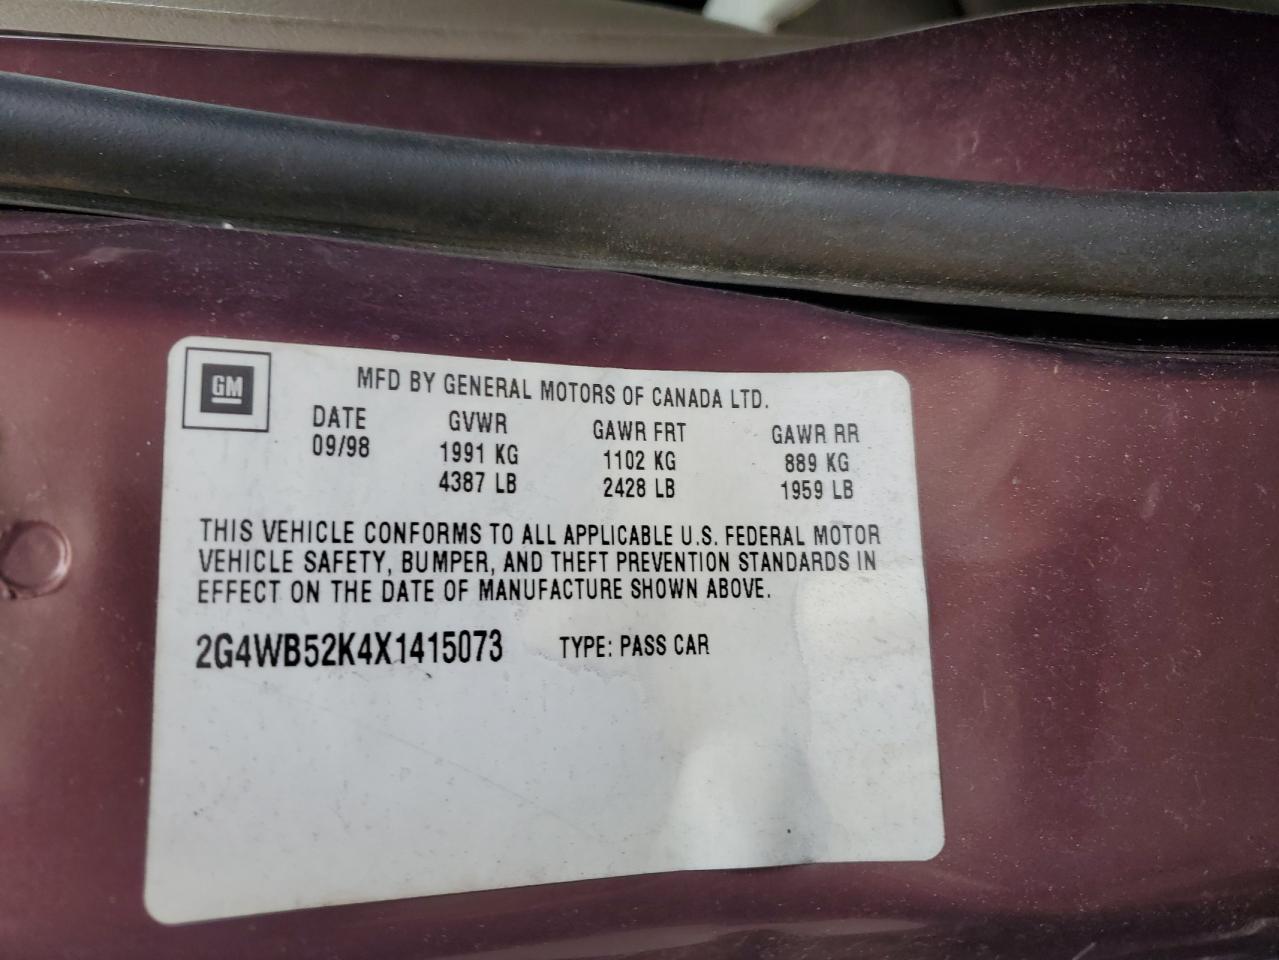 GM
MFD BY GENERAL MOTORS OF CANADA LTD.
DATE GVWR GAWR FRT GAWR RR
09/98 1991 KG 1102 KG 889 KG
4387 LB 2428 LB 1959 LB
THIS VEHICLE CONFORMS TO ALL APPLICABLE U.S. FEDERAL MOTOR
VEHICLE SAFETY, BUMPER, AND THEFT PREVENTION STANDARDS IN
EFFECT ON THE DATE OF MANUFACTURE SHOWN ABOVE.
2G4WB52K4X1415073 TYPE: PASS CAR